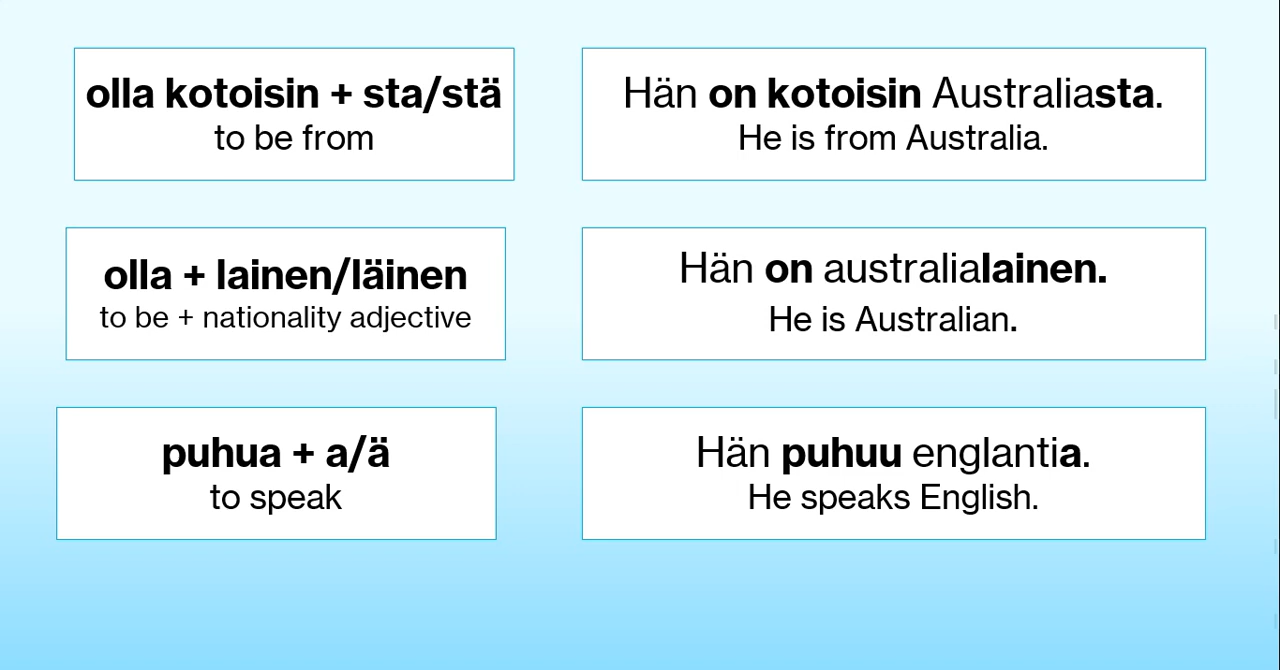 olla kotoisin + sta/stä
to be from
Hän on kotoisin Australiasta.
He is from Australia.
olla + lainen/läinen
to be + nationality adjective
Hän on australialainen.
He is Australian.
puhua + a/ä
to speak
Hän puhuu englantia.
He speaks English.